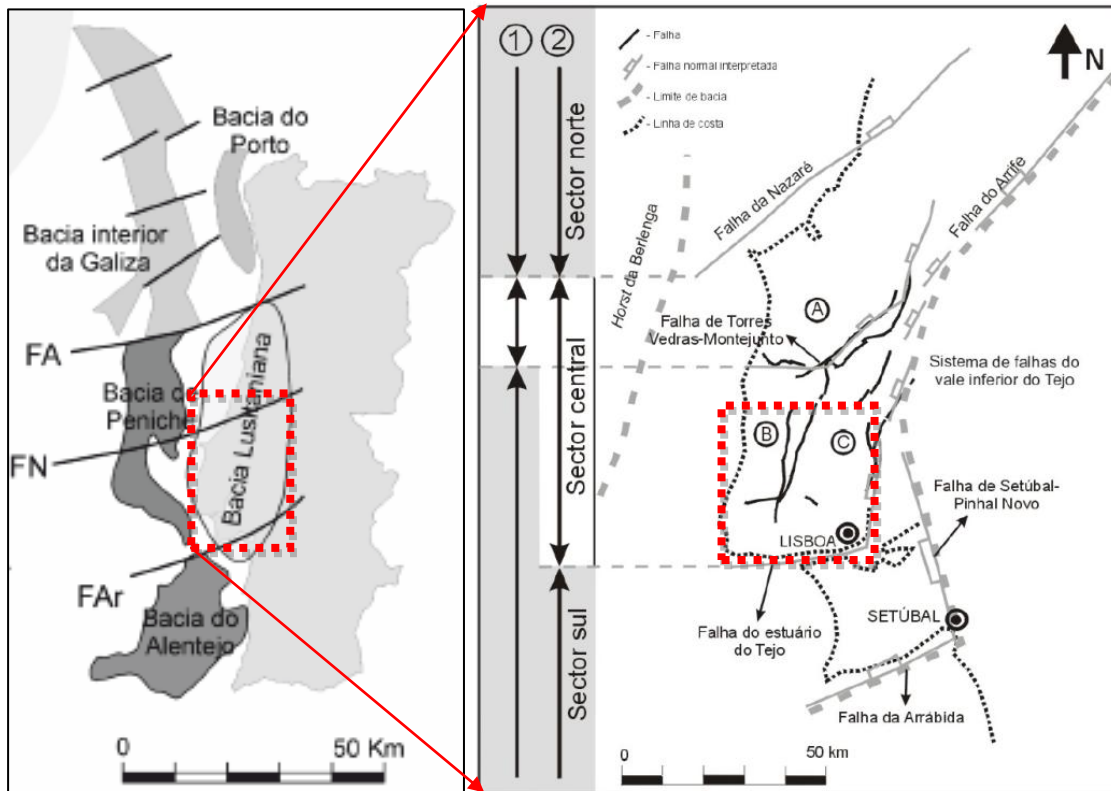 Bacia do
Porto
Bacia interior
da Galiza
FA
Bacia de
Peniche
Bacia Lusitaniana
FN
FAr
Bacia do
Alentejo
0
50 Km
1
2
Sector norte
Sector central
Sector sul
- Falha
- Falha normal interpretada
- Limite de bacia
- Linha de costa
N
Falha da Nazaré
Falha do Arrife
Horst da Berlenga
A
Falha de Torres
Vedras-Montejunto
Sistema de falhas do
vale inferior do Tejo
B
C
Falha de Setúbal-
Pinhal Novo
LISBOA
SETÚBAL
Falha do estuário
do Tejo
Falha da Arrábida
0
50 km